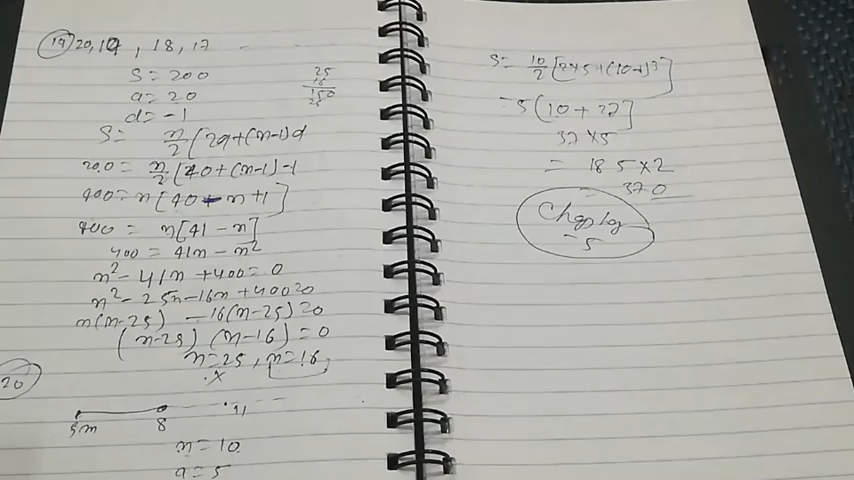 19 20, 19, 18, 17
S = 200
a = 20
d = -1
S = n/2 (2a+(n-1)d
200 = n/2 (40+(n-1)-1
400 = n[40 - n +1]
400 = n[41 - n]
400 = 41n - n²
n² - 41n + 400 = 0
n² - 25n - 16n + 400 = 0
n(n-25) - 16(n-25) = 0
(n-25) (n-16) = 0
n = 25, n = 16
x
25
16
150
25
20
5m 8 11
n = 10
a = 5
S = 10/2 [2×5+(10-1)3]
= 5[10 + 27]
37 × 5
= 185 × 2
370
-5